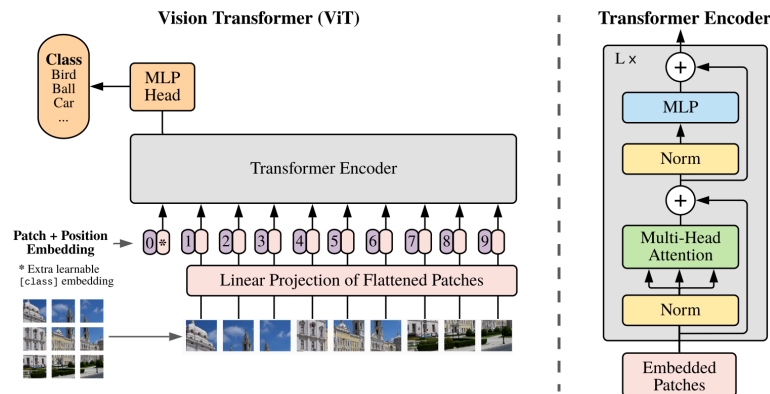 Vision Transformer (ViT)
Class
Bird
Ball
Car
...
MLP
Head
Transformer Encoder
Patch + Position
Embedding
0 * 1 2 3 4 5 6 7 8 9
* Extra learnable
[class] embedding
Linear Projection of Flattened Patches
Transformer Encoder
L ×
+
MLP
Norm
+
Multi-Head
Attention
Norm
Embedded
Patches